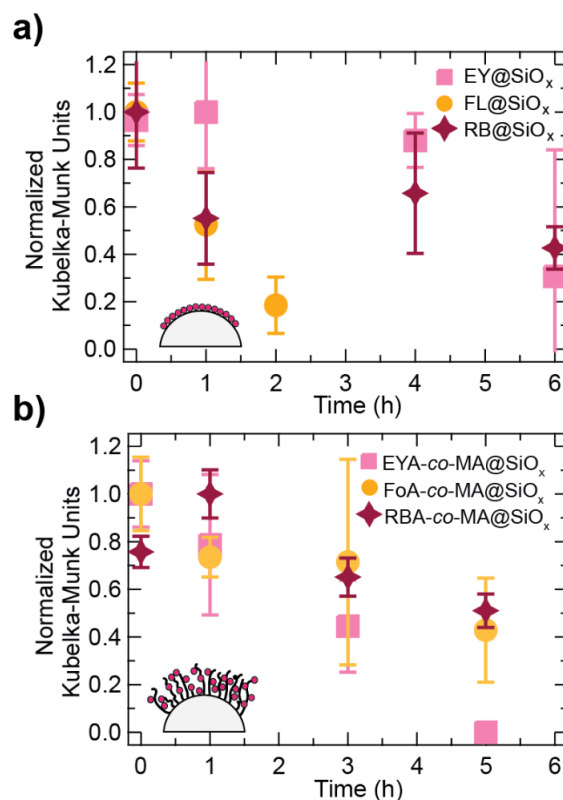 a)
Normalized
Kubelka-Munk Units
1.2
1.0
0.8
0.6
0.4
0.2
0.0
EY@SiOₓ
FL@SiOₓ
RB@SiOₓ
0 1 2 3 4 5 6
Time (h)
b)
Normalized
Kubelka-Munk Units
1.2
1.0
0.8
0.6
0.4
0.2
0.0
EYA-co-MA@SiOₓ
FoA-co-MA@SiOₓ
RBA-co-MA@SiOₓ
0 1 2 3 4 5 6
Time (h)